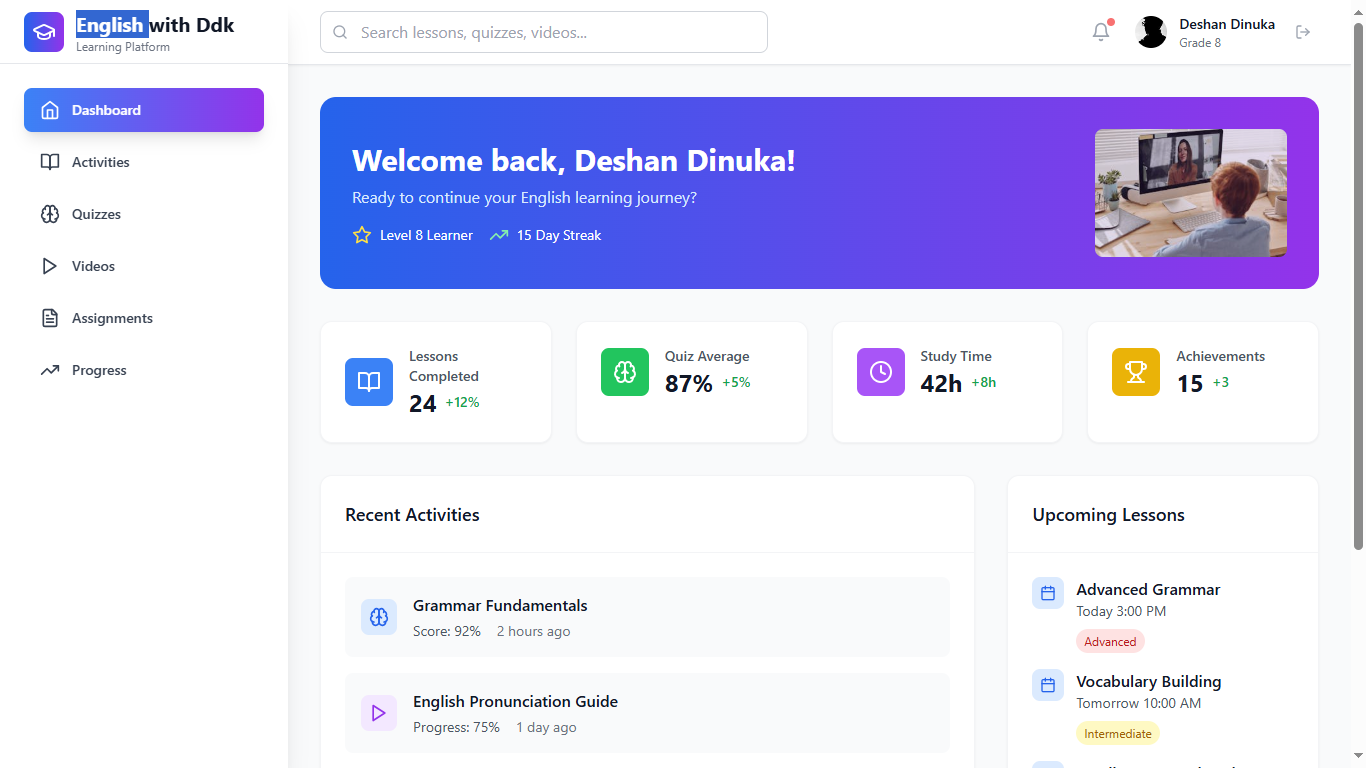 English with Ddk
Learning Platform
Search lessons, quizzes, videos...
Deshan Dinuka
Grade 8
Dashboard
Activities
Quizzes
Videos
Assignments
Progress
Welcome back, Deshan Dinuka!
Ready to continue your English learning journey?
Level 8 Learner
15 Day Streak
Lessons
Completed
24 +12%
Quiz Average
87% +5%
Study Time
42h +8h
Achievements
15 +3
Recent Activities
Grammar Fundamentals
Score: 92% 2 hours ago
English Pronunciation Guide
Progress: 75% 1 day ago
Upcoming Lessons
Advanced Grammar
Today 3:00 PM
Advanced
Vocabulary Building
Tomorrow 10:00 AM
Intermediate